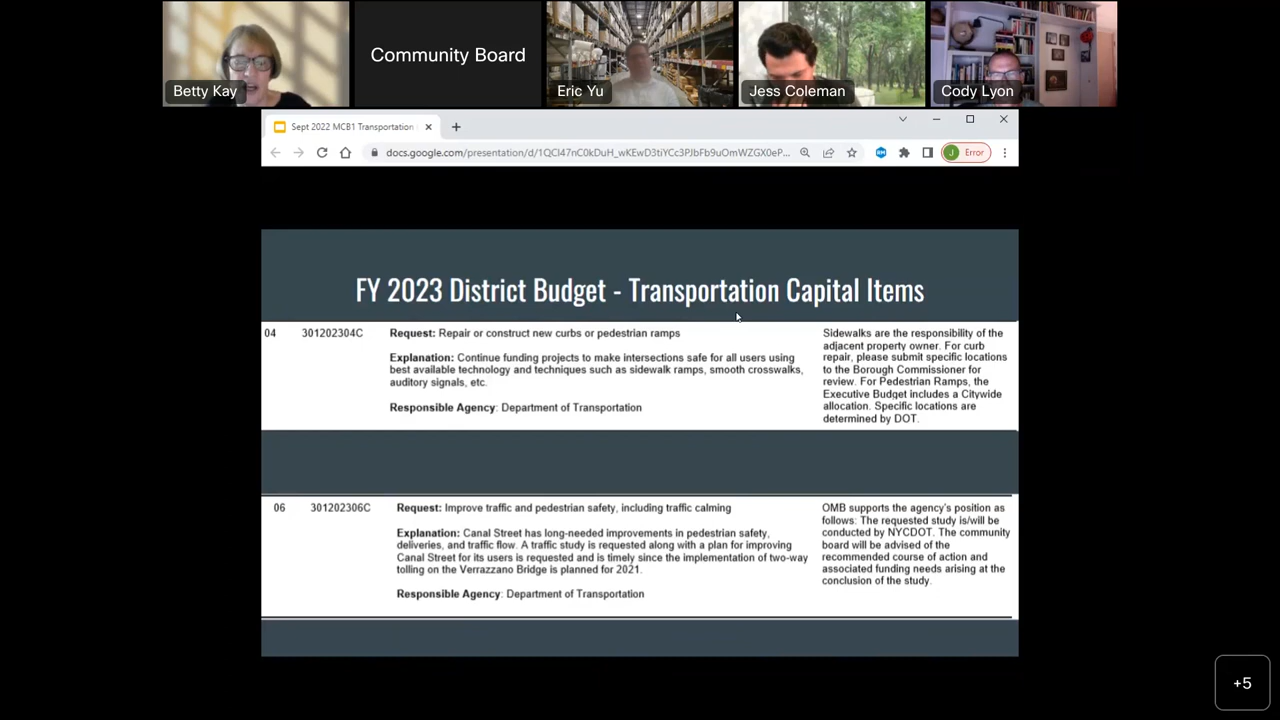 Betty Kay
Community Board
Eric Yu
Jess Coleman
Cody Lyon
Sept 2022 MCB1 Transportation
docs.google.com/presentation/d/1QCl47nC0kDuH_wKEwD3tiYCc3PJbFb9uOmWZGX0eP...
Error
FY 2023 District Budget - Transportation Capital Items
04 301202304C
Request: Repair or construct new curbs or pedestrian ramps
Explanation: Continue funding projects to make intersections safe for all users using
best available technology and techniques such as sidewalk ramps, smooth crosswalks,
auditory signals, etc.
Responsible Agency: Department of Transportation
Sidewalks are the responsibility of the
adjacent property owner. For curb
repair, please submit specific locations
to the Borough Commissioner for
review. For Pedestrian Ramps, the
Executive Budget includes a Citywide
allocation. Specific locations are
determined by DOT.
06 301202306C
Request: Improve traffic and pedestrian safety, including traffic calming
Explanation: Canal Street has long-needed improvements in pedestrian safety,
deliveries, and traffic flow. A traffic study is requested along with a plan for improving
Canal Street for its users is requested and is timely since the implementation of two-way
tolling on the Verrazzano Bridge is planned for 2021.
Responsible Agency: Department of Transportation
OMB supports the agency's position as
follows: The requested study is/will be
conducted by NYCDOT. The community
board will be advised of the
recommended course of action and
associated funding needs arising at the
conclusion of the study.
+5